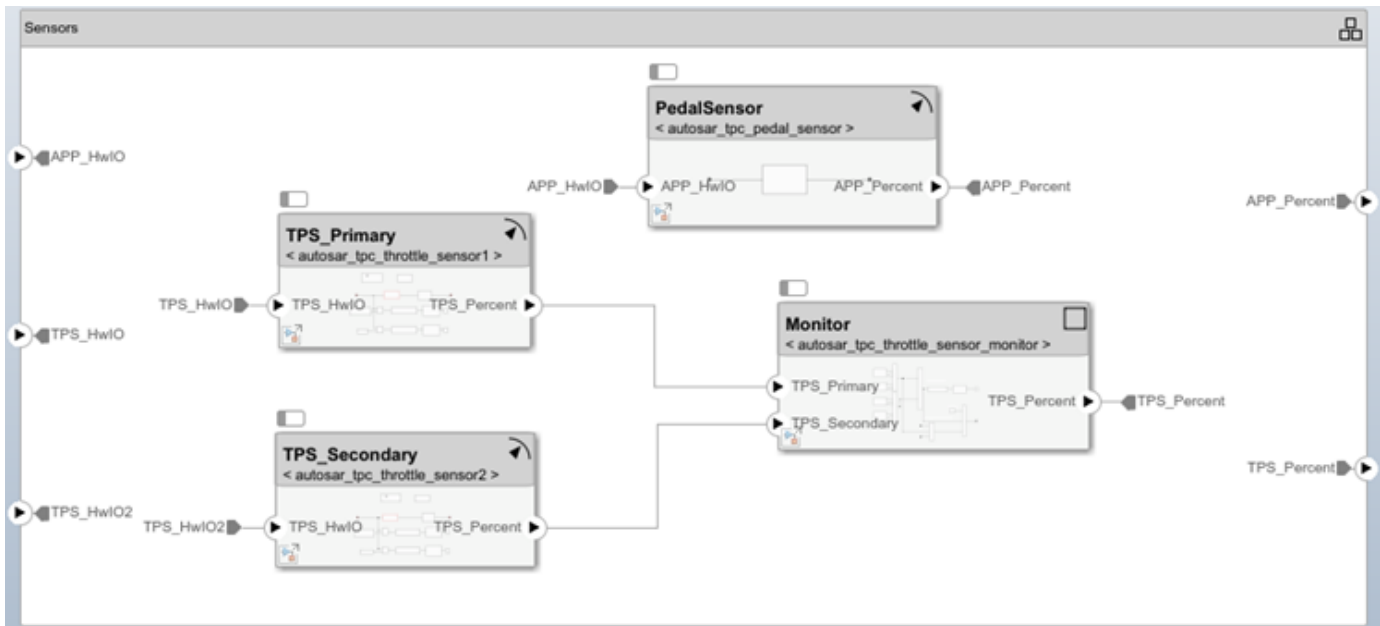 Sensors
PedalSensor
< autosar_tpc_pedal_sensor >
APP_HwIO
APP_HwIO
APP_HwIO
APP_Percent
APP_Percent
APP_Percent
TPS_Primary
< autosar_tpc_throttle_sensor1 >
TPS_HwIO
TPS_HwIO
TPS_Percent
TPS_HwIO
Monitor
< autosar_tpc_throttle_sensor_monitor >
TPS_Primary
TPS_Percent
TPS_Percent
TPS_Secondary
TPS_Secondary
< autosar_tpc_throttle_sensor2 >
TPS_Percent
TPS_HwIO2
TPS_HwIO2
TPS_HwIO
TPS_Percent